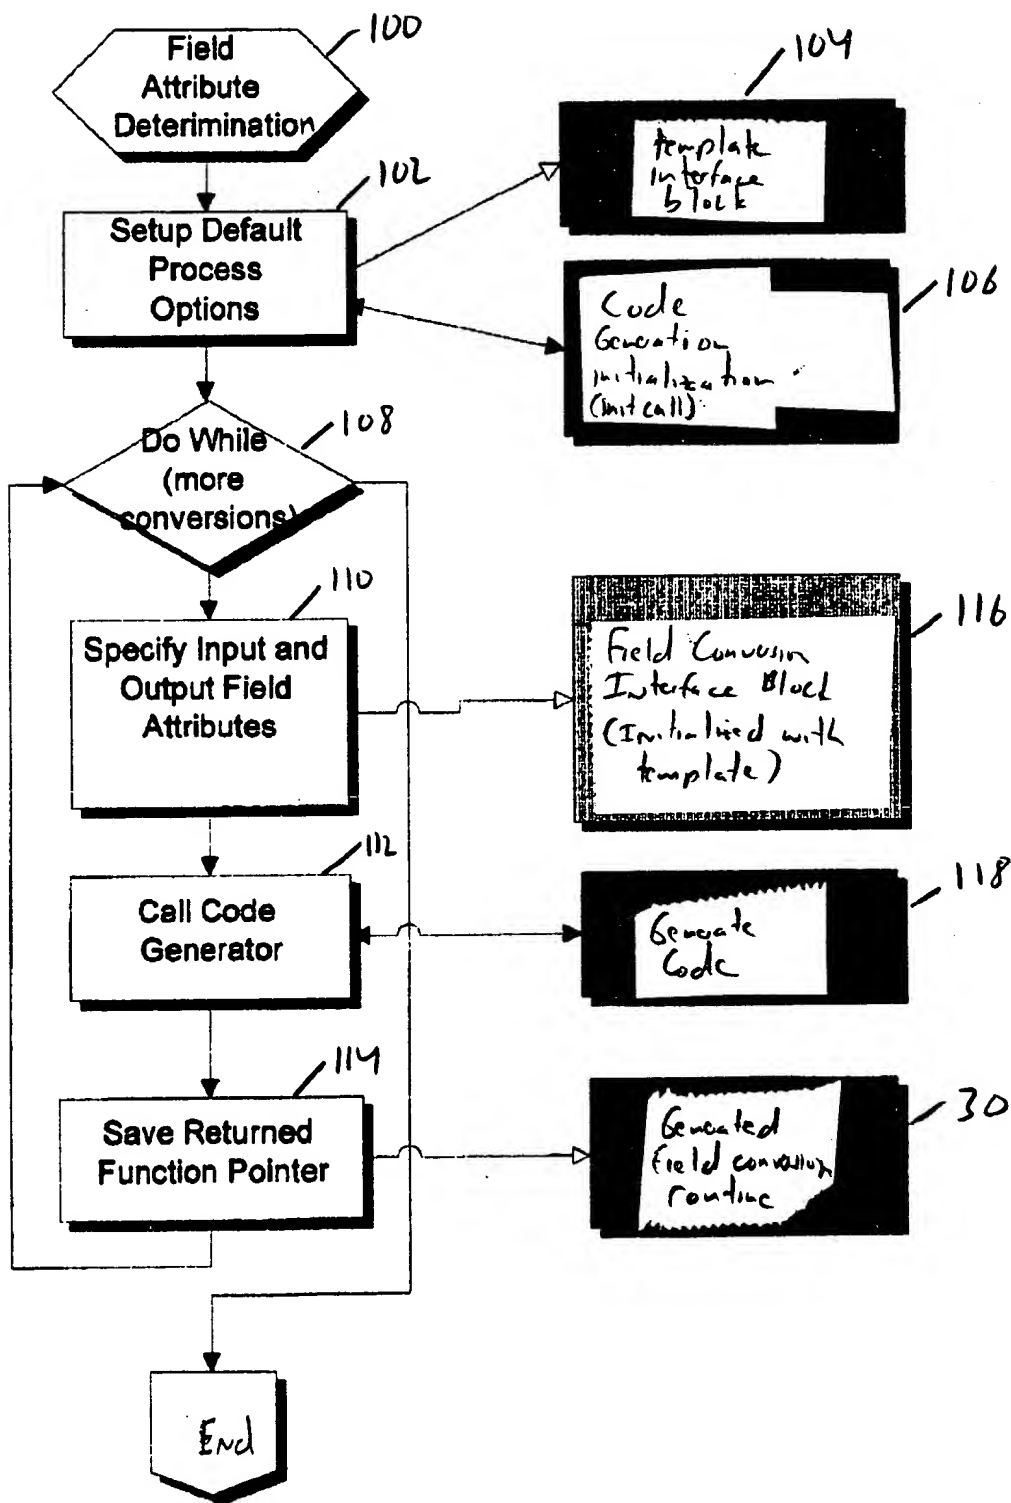 100
Field
Attribute
Deterimination
104
template
interface
block
102
Setup Default
Process
Options
106
Code
Generation
initialization
(init call)
108
Do While
(more
conversions)
110
Specify Input and
Output Field
Attributes
116
Field Conversion
Interface Block
(Initialized with
template)
112
Call Code
Generator
118
Generate
Code
114
Save Returned
Function Pointer
30
Generated
field conversion
routine
End